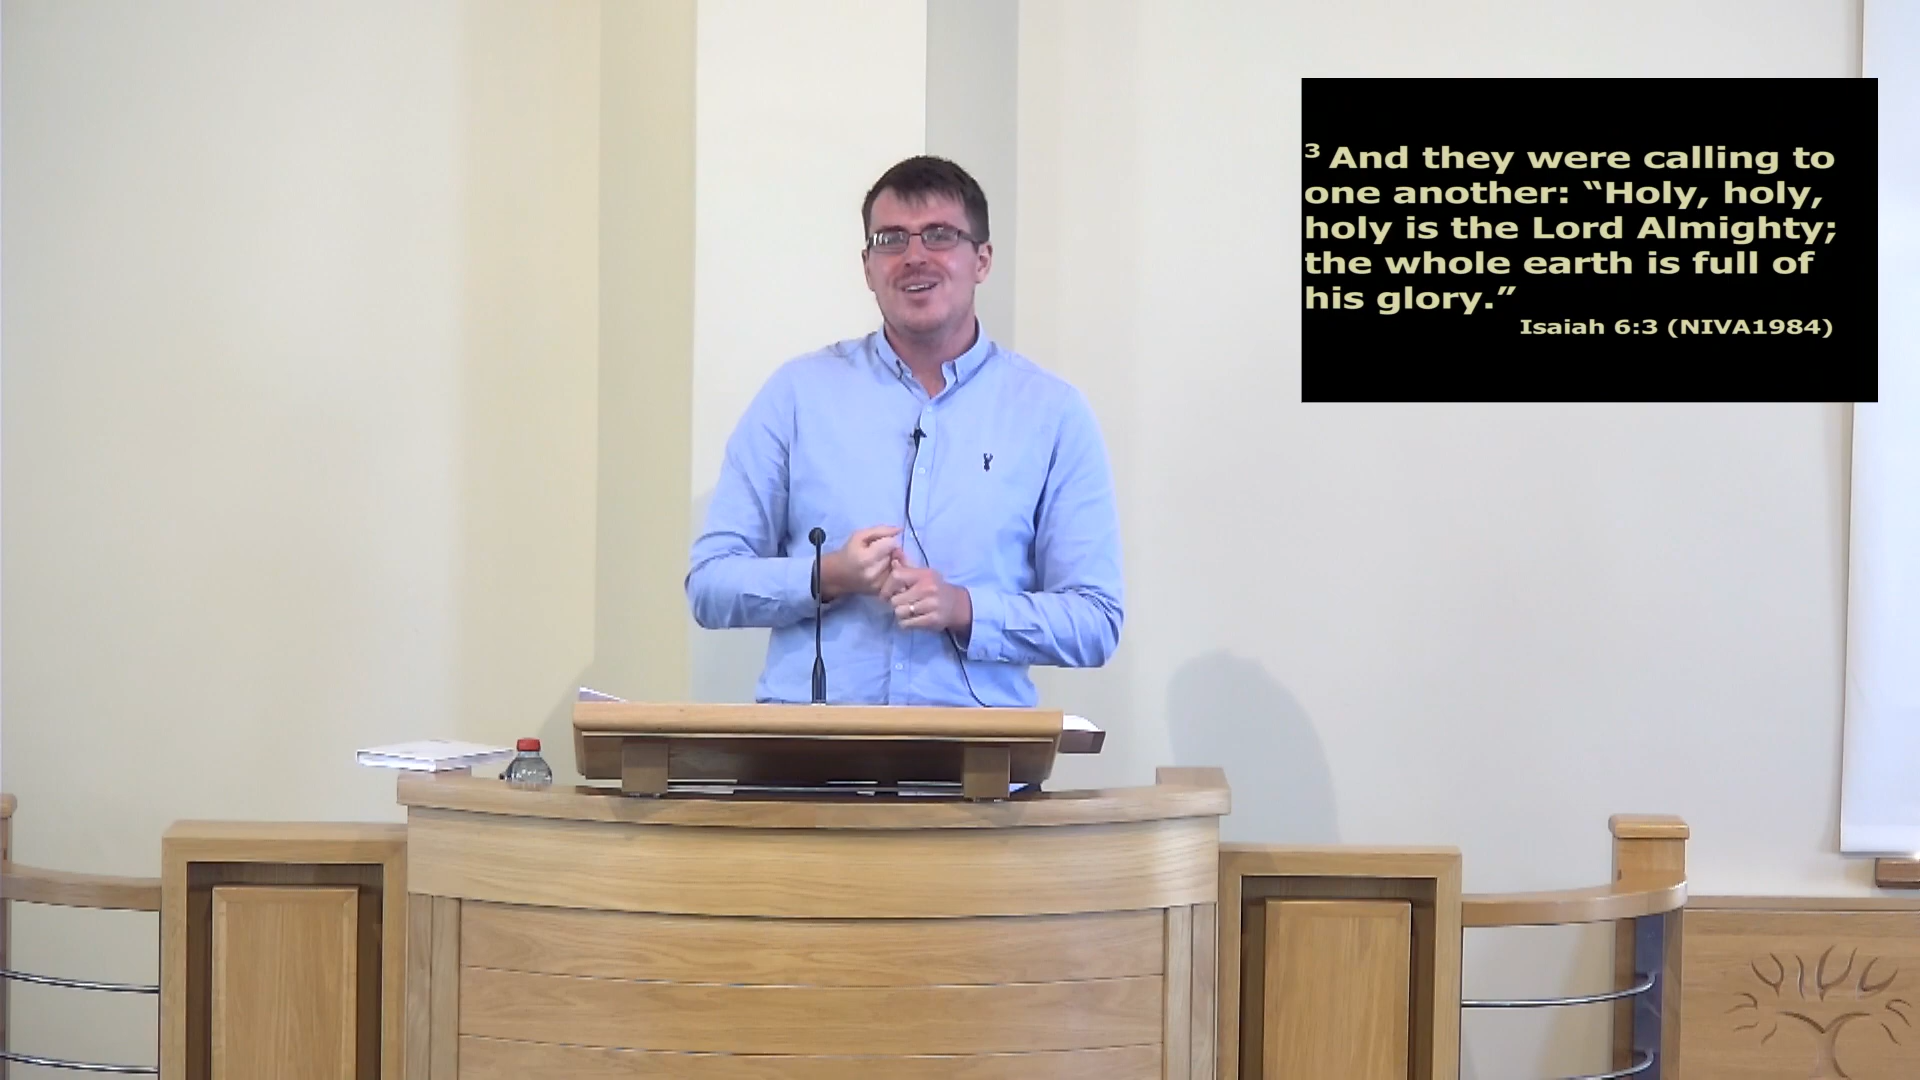 3 And they were calling to
one another: “Holy, holy,
holy is the Lord Almighty;
the whole earth is full of
his glory.”
Isaiah 6:3 (NIVA1984)